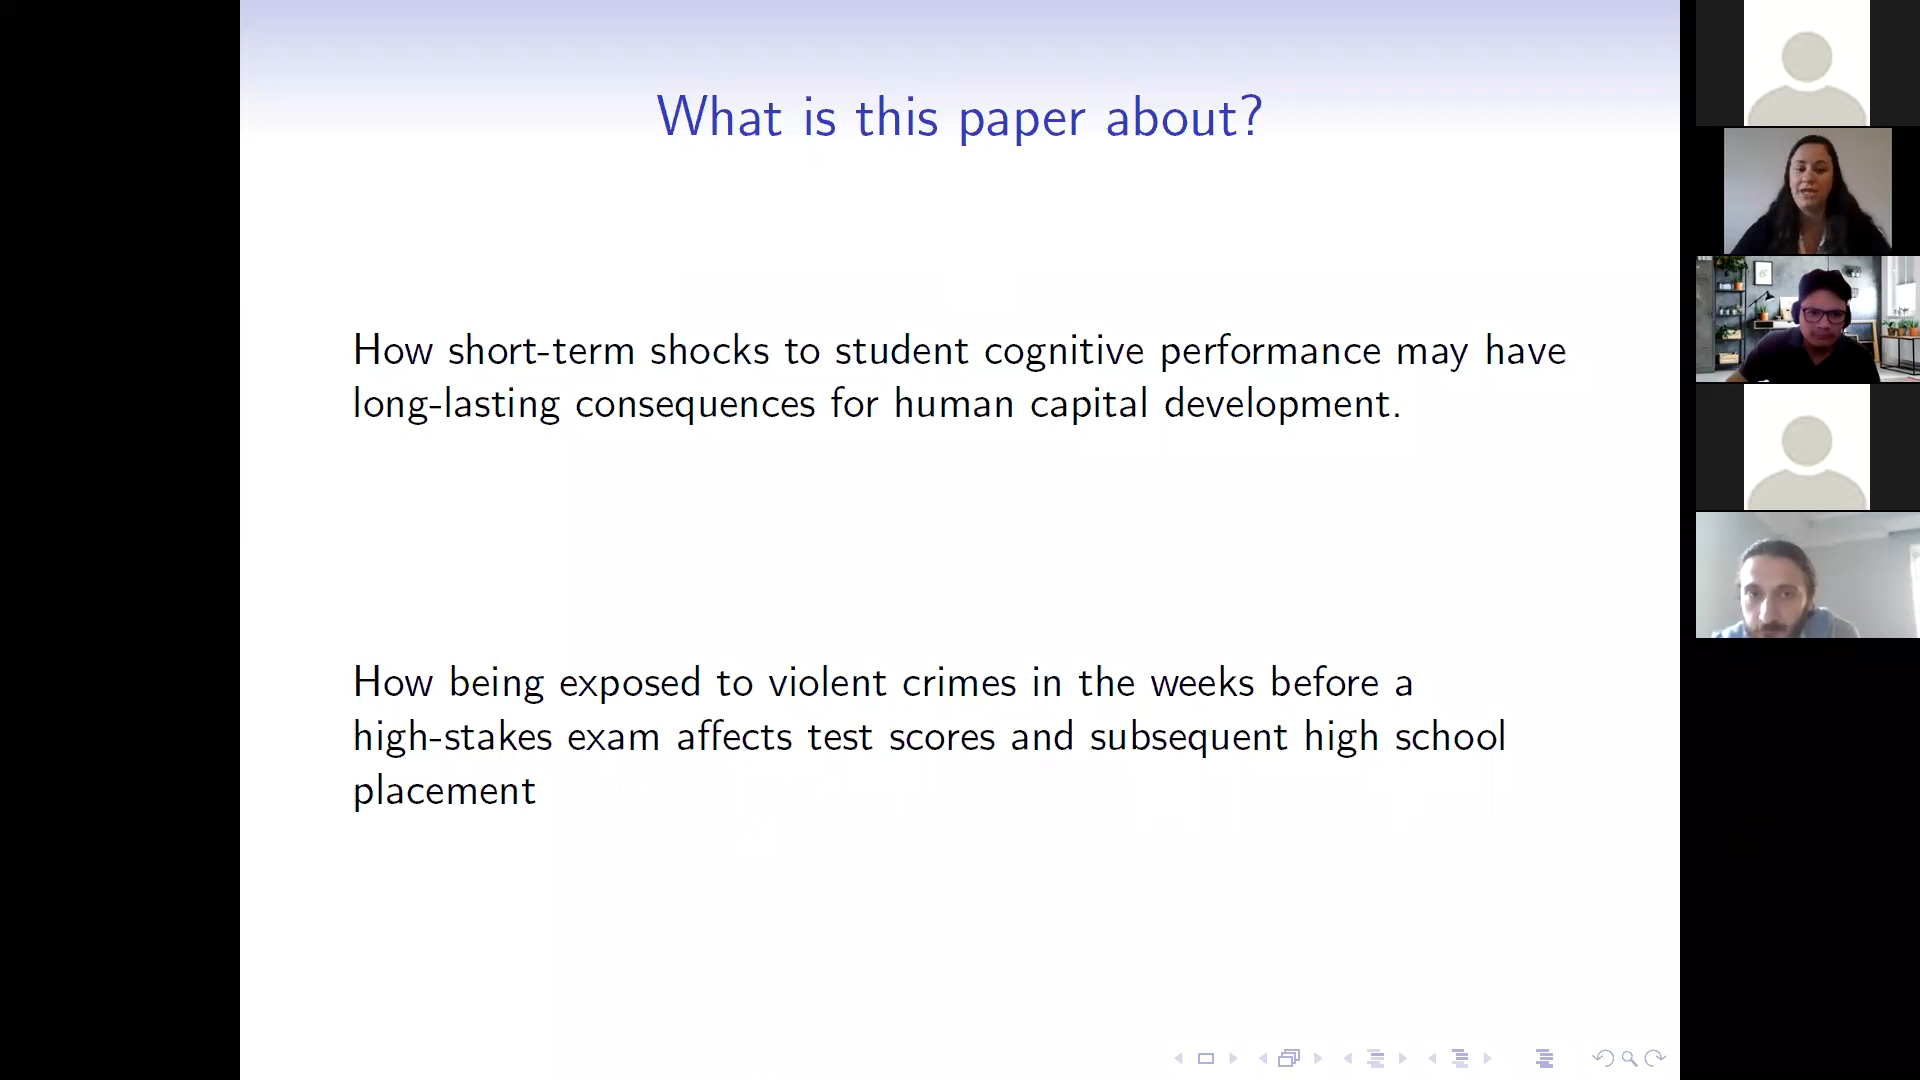 What is this paper about?
How short-term shocks to student cognitive performance may have
long-lasting consequences for human capital development.
How being exposed to violent crimes in the weeks before a
high-stakes exam affects test scores and subsequent high school
placement